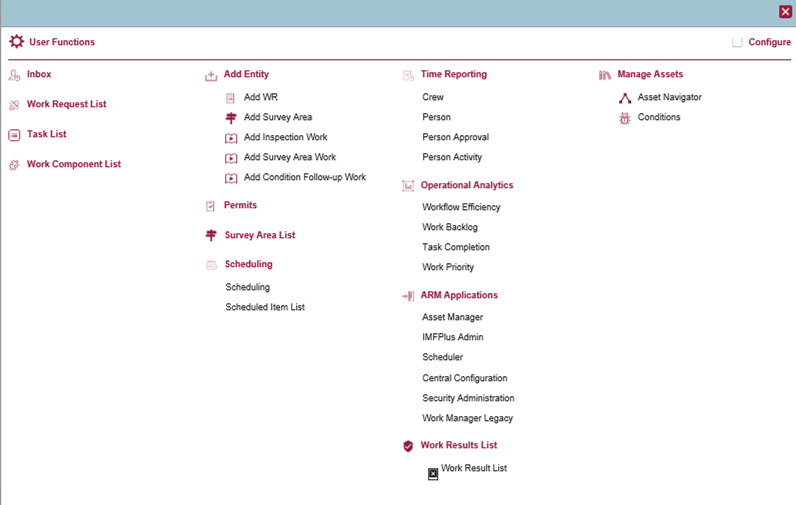 User Functions
Configure
Inbox
Work Request List
Task List
Work Component List
Add Entity
Add WR
Add Survey Area
Add Inspection Work
Add Survey Area Work
Add Condition Follow-up Work
Permits
Survey Area List
Scheduling
Scheduling
Scheduled Item List
Time Reporting
Crew
Person
Person Approval
Person Activity
Operational Analytics
Workflow Efficiency
Work Backlog
Task Completion
Work Priority
ARM Applications
Asset Manager
IMFPlus Admin
Scheduler
Central Configuration
Security Administration
Work Manager Legacy
Work Results List
Work Result List
Manage Assets
Asset Navigator
Conditions